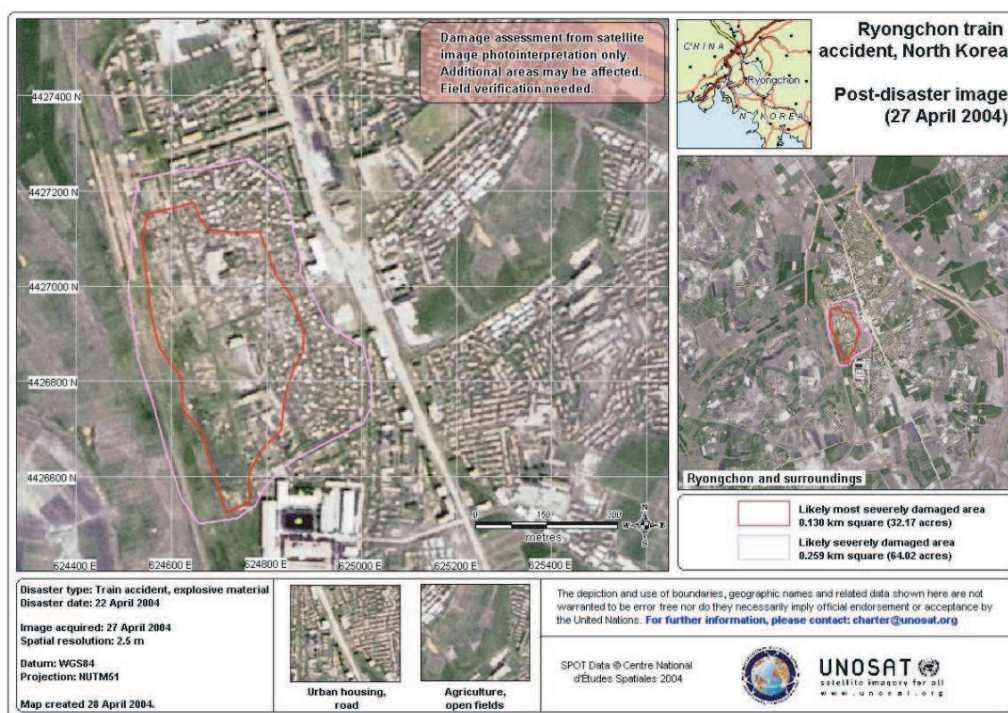 Damage assessment from satellite
image photointerpretation only.
Additional areas may be affected.
Field verification needed.
4427400 N
4427200 N
4427000 N
4426800 N
4426600 N
624400 E
624600 E
624800 E
625000 E
625200 E
625400 E
0 150 300
metres
N
W E
S
CHINA
Ryongchon
N. KOREA
Ryongchon train
accident, North Korea
Post-disaster image
(27 April 2004)
Ryongchon and surroundings
Likely most severely damaged area
0.130 km square (32.17 acres)
Likely severely damaged area
0.259 km square (64.02 acres)
Disaster type: Train accident, explosive material
Disaster date: 22 April 2004
Image acquired: 27 April 2004
Spatial resolution: 2.5 m
Datum: WGS84
Projection: NUTM51
Map created 28 April 2004.
Urban housing,
road
Agriculture,
open fields
The depiction and use of boundaries, geographic names and related data shown here are not
warranted to be error free nor do they necessarily imply official endorsement or acceptance by
the United Nations. For further information, please contact: charter@unosat.org
SPOT Data © Centre National
d'Études Spatiales 2004
UNOSAT
satellite imagery for all
www.unosat.org